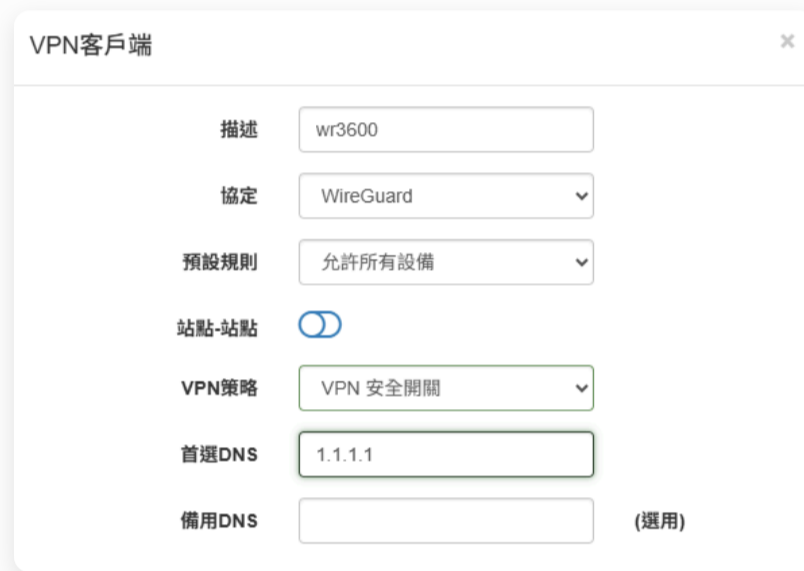 VPN客戶端 ×
描述 wr3600
協定 WireGuard
預設規則 允許所有設備
站點-站點
VPN策略 VPN 安全開關
首選DNS 1.1.1.1
備用DNS (選用)